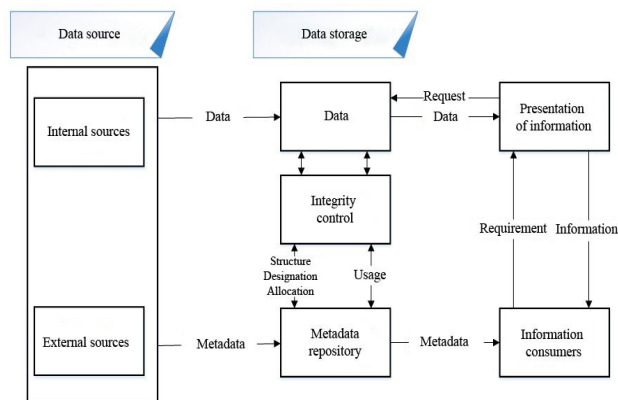 Data source
Data storage
Internal sources
Data
Data
Request
Data
Presentation
of information
Integrity
control
Structure
Designation
Allocation
Usage
Requirement
Information
External sources
Metadata
Metadata
repository
Metadata
Information
consumers